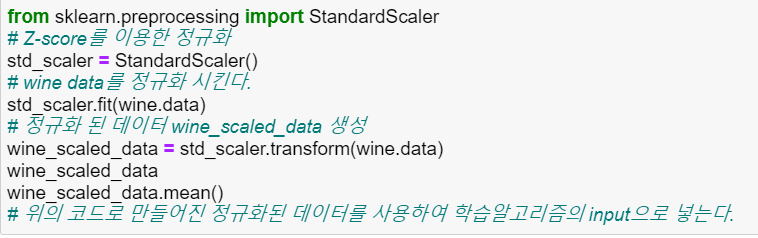 from sklearn.preprocessing import StandardScaler
# Z-score를 이용한 정규화
std_scaler = StandardScaler()
# wine data를 정규화 시킨다.
std_scaler.fit(wine.data)
# 정규화 된 데이터 wine_scaled_data 생성
wine_scaled_data = std_scaler.transform(wine.data)
wine_scaled_data
wine_scaled_data.mean()
# 위의 코드로 만들어진 정규화된 데이터를 사용하여 학습알고리즘의 input으로 넣는다.